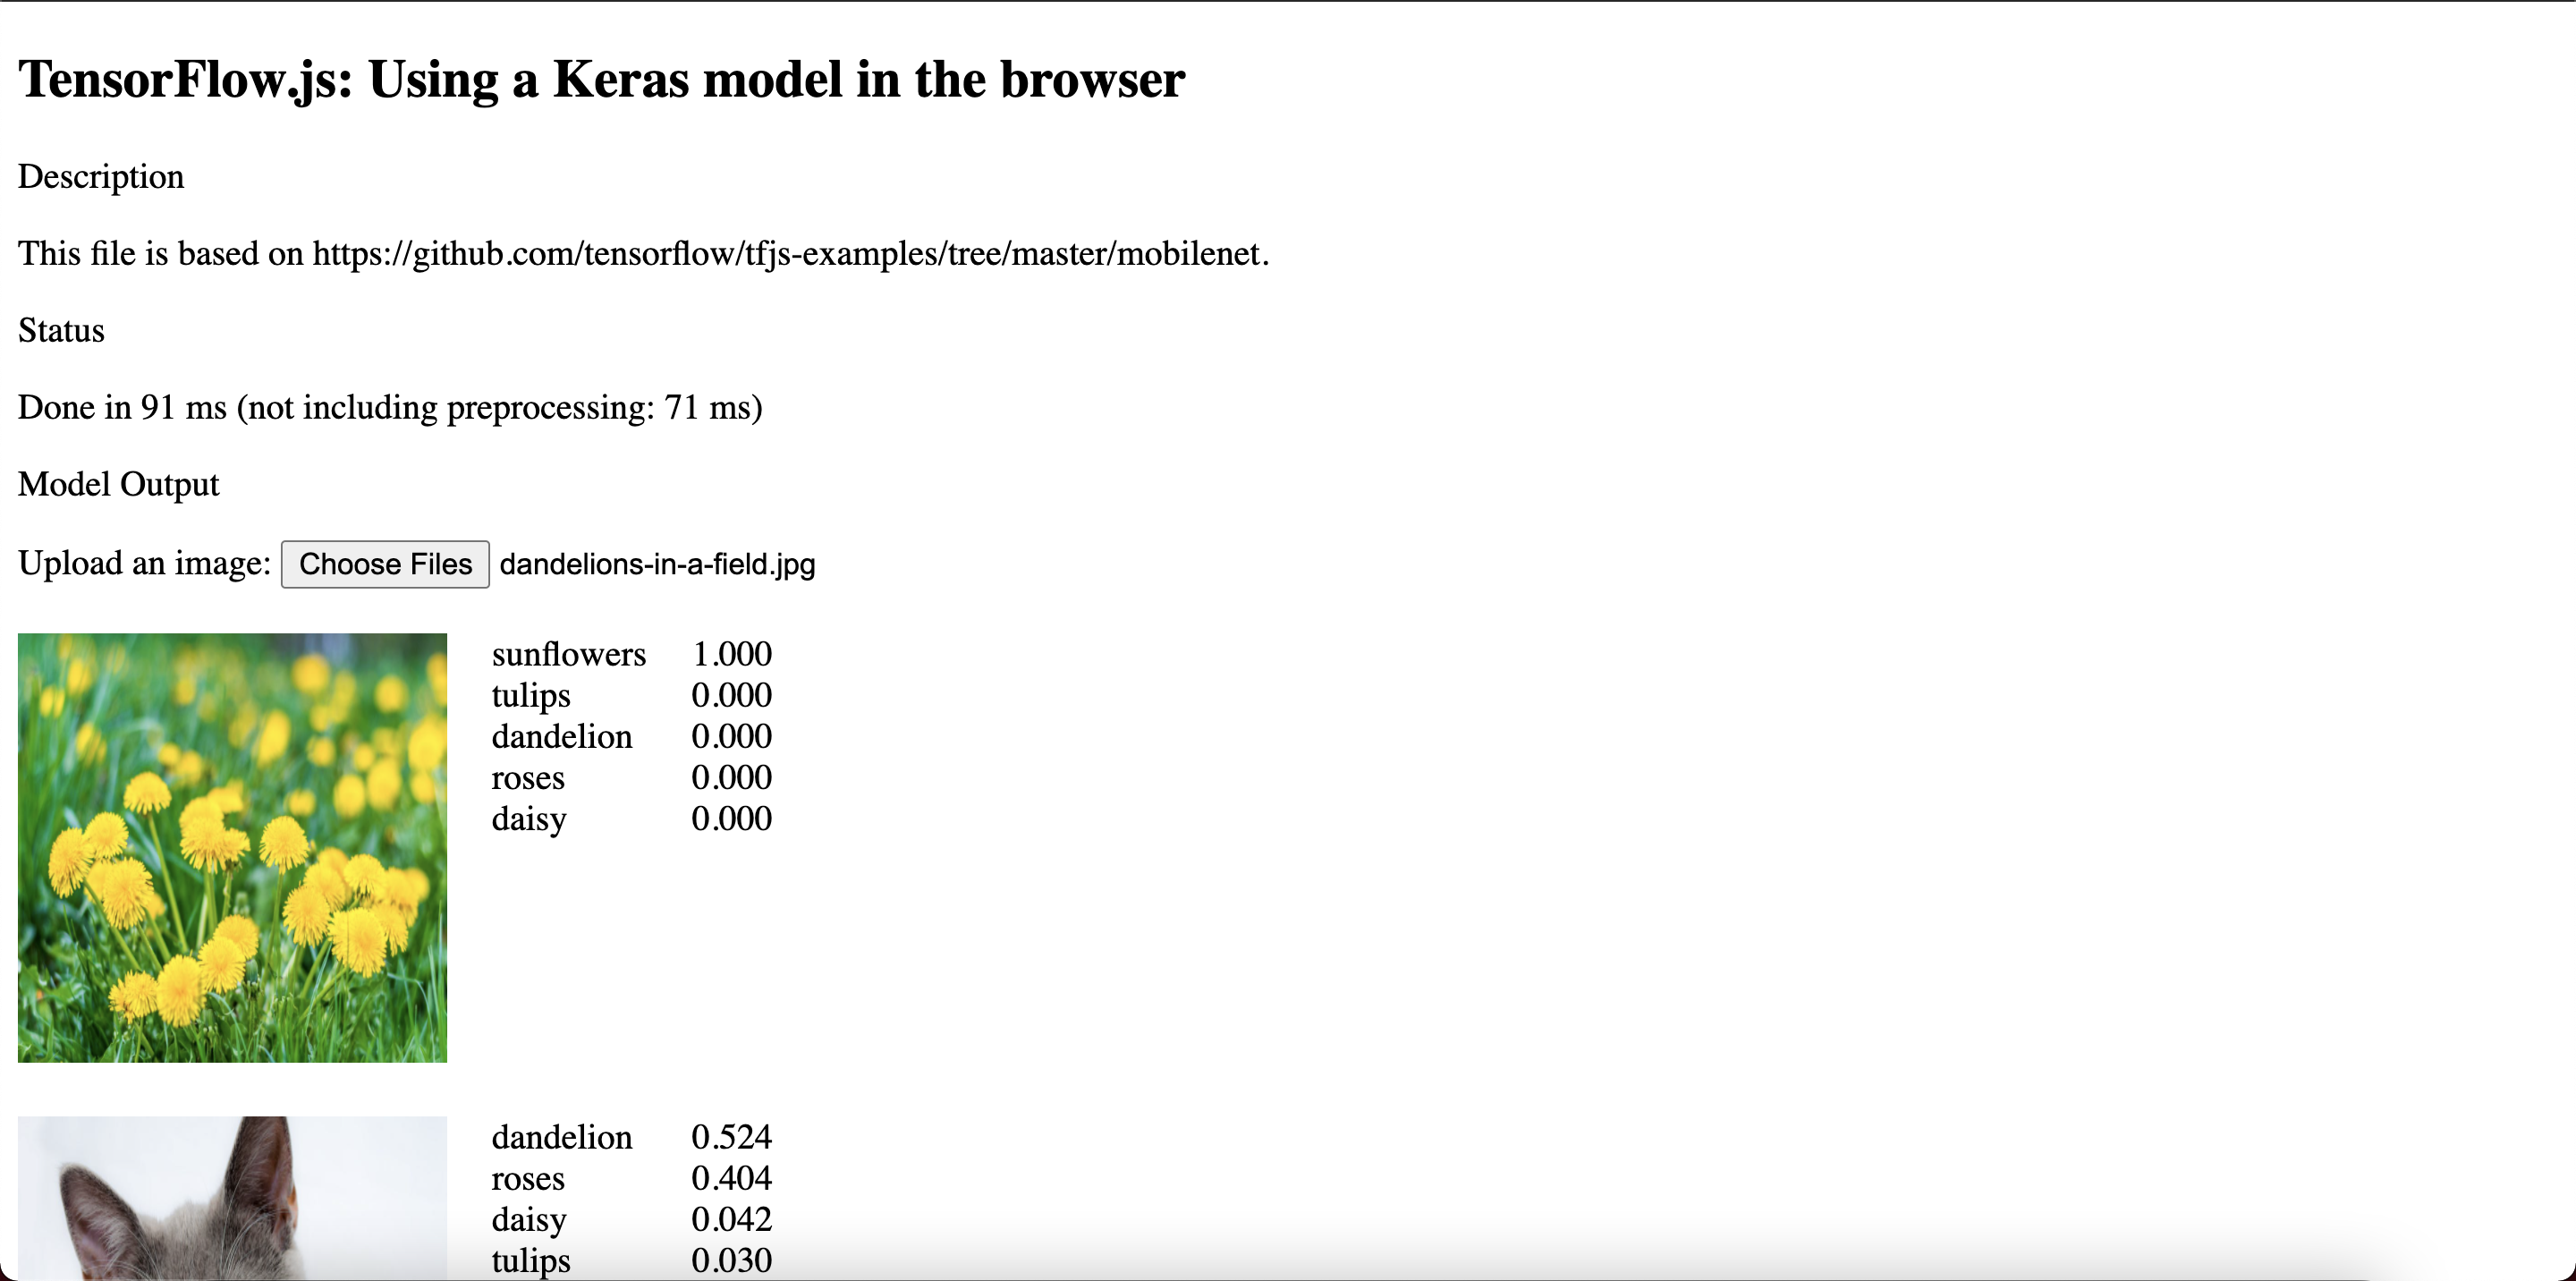 TensorFlow.js: Using a Keras model in the browser
Description
This file is based on https://github.com/tensorflow/tfjs-examples/tree/master/mobilenet.
Status
Done in 91 ms (not including preprocessing: 71 ms)
Model Output
Upload an image: Choose Files dandelions-in-a-field.jpg
sunflowers 1.000
tulips 0.000
dandelion 0.000
roses 0.000
daisy 0.000
dandelion 0.524
roses 0.404
daisy 0.042
tulips 0.030